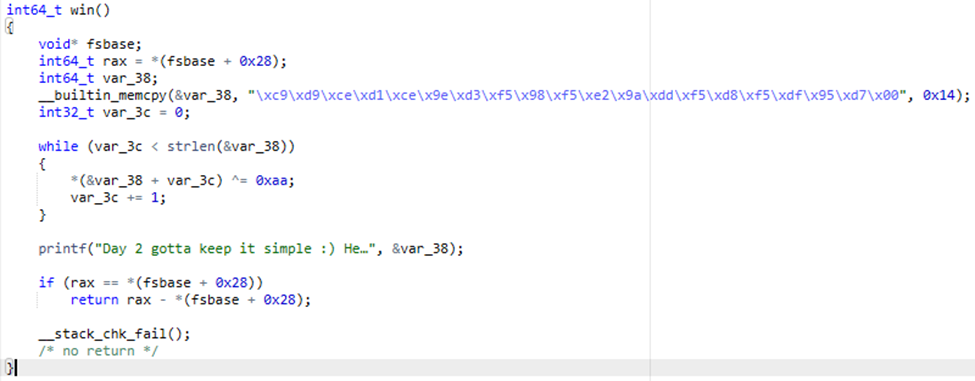 int64_t win()
{
    void* fsbase;
    int64_t rax = *(fsbase + 0x28);
    int64_t var_38;
    __builtin_memcpy(&var_38, "\xc9\xd9\xce\xd1\xce\x9e\xd3\xf5\x98\xf5\xe2\x9a\xdd\xf5\xd8\xf5\xdf\x95\xd7\x00", 0x14);
    int32_t var_3c = 0;

    while (var_3c < strlen(&var_38))
    {
        *(&var_38 + var_3c) ^= 0xaa;
        var_3c += 1;
    }

    printf("Day 2 gotta keep it simple :) He…", &var_38);

    if (rax == *(fsbase + 0x28))
        return rax - *(fsbase + 0x28);

    __stack_chk_fail();
    /* no return */
}